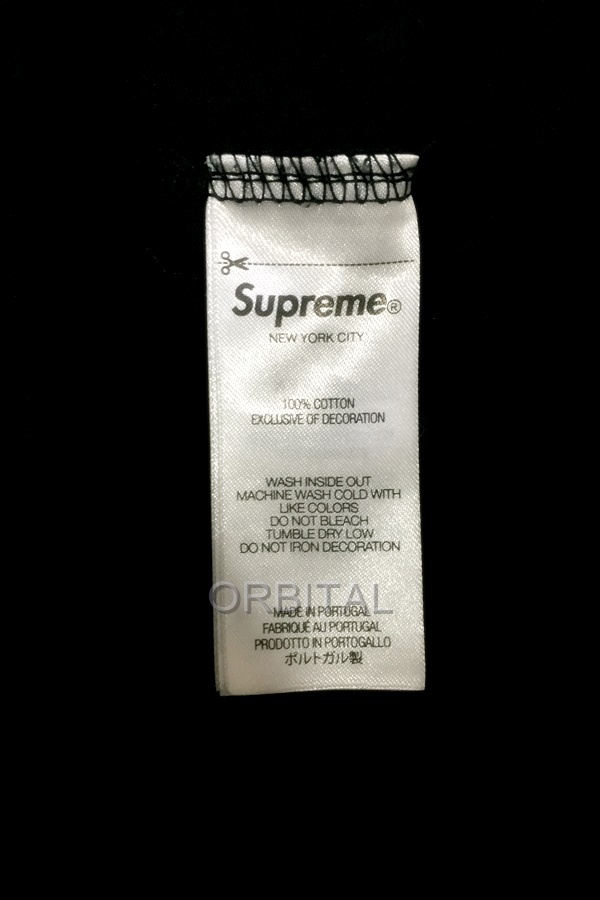 Supreme®
NEW YORK CITY
100% COTTON
EXCLUSIVE OF DECORATION
WASH INSIDE OUT
MACHINE WASH COLD WITH
LIKE COLORS
DO NOT BLEACH
TUMBLE DRY LOW
DO NOT IRON DECORATION
ORBITAL
MADE IN PORTUGAL
FABRIQUÉ AU PORTUGAL
PRODOTTO IN PORTOGALLO
ポルトガル製